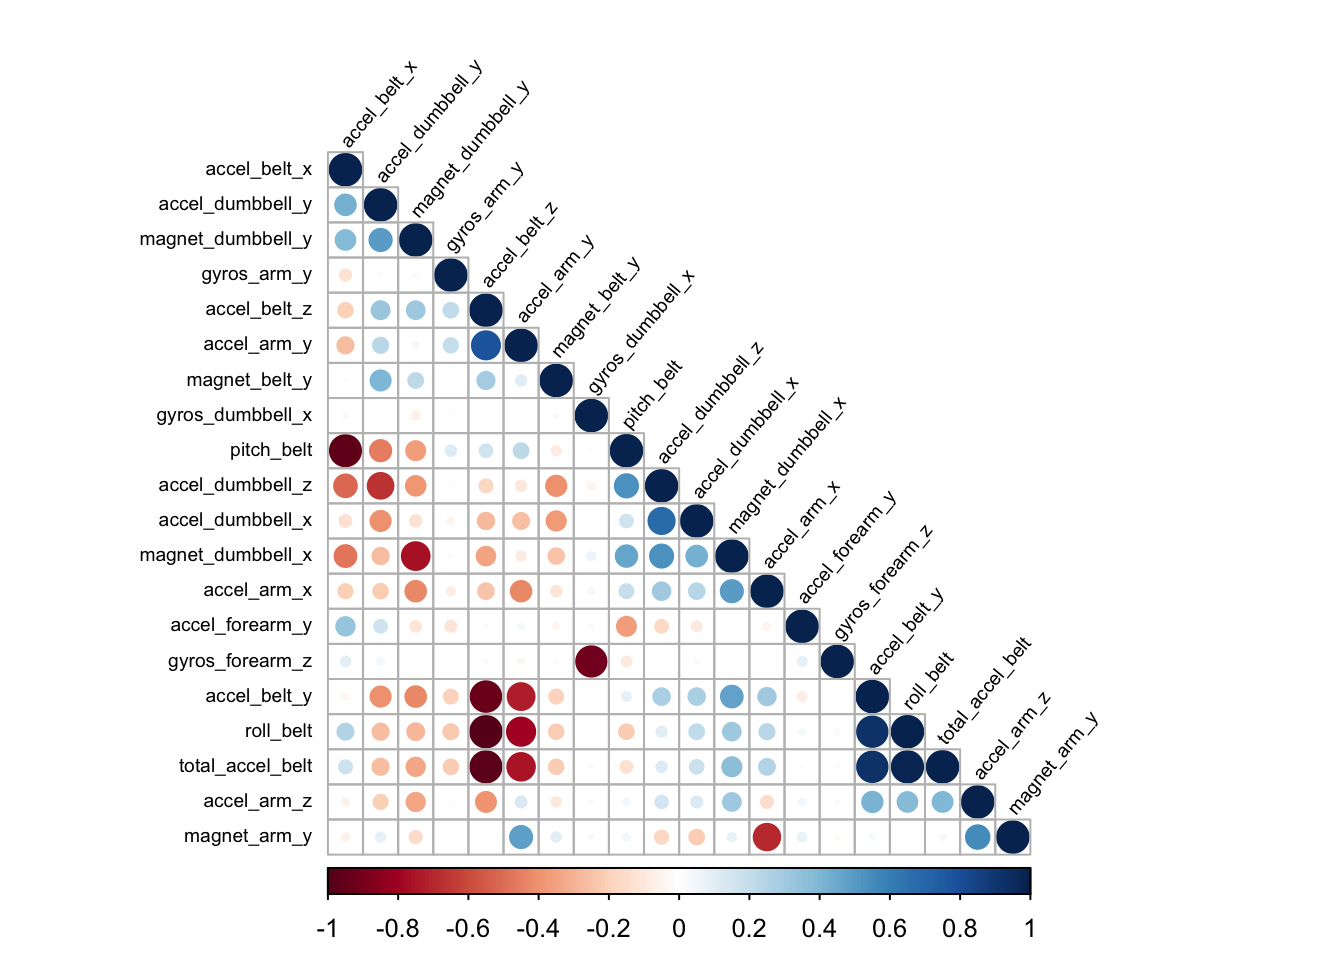 accel_belt_x
accel_dumbbell_y
magnet_dumbbell_y
gyros_arm_y
accel_belt_z
accel_arm_y
magnet_belt_y
gyros_dumbbell_x
pitch_belt
accel_dumbbell_z
accel_dumbbell_x
magnet_dumbbell_x
accel_arm_x
accel_forearm_y
gyros_forearm_z
accel_belt_y
roll_belt
total_accel_belt
accel_arm_z
magnet_arm_y
accel_belt_x
accel_dumbbell_y
magnet_dumbbell_y
gyros_arm_y
accel_belt_z
accel_arm_y
magnet_belt_y
gyros_dumbbell_x
pitch_belt
accel_dumbbell_z
accel_dumbbell_x
magnet_dumbbell_x
accel_arm_x
accel_forearm_y
gyros_forearm_z
accel_belt_y
roll_belt
total_accel_belt
accel_arm_z
magnet_arm_y
-1 -0.8 -0.6 -0.4 -0.2 0 0.2 0.4 0.6 0.8 1